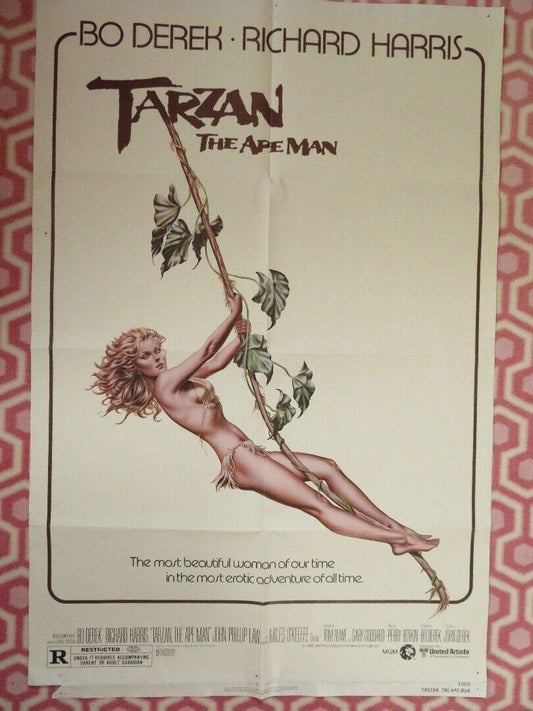 BO DEREK · RICHARD HARRIS
TARZAN
THE APE MAN
The most beautiful woman of our time
in the most erotic adventure of all time.
BO DEREK RICHARD HARRIS "TARZAN, THE APE MAN" JOHN PHILLIP LAW MILES O'KEEFFE TOM ROWE GARY GODDARD PERRY BOTKIN BO DEREK JOHN DEREK
R RESTRICTED
UNDER 17 REQUIRES ACCOMPANYING
PARENT OR ADULT GUARDIAN
METROCOLOR
MGM United Artists
TARZAN, THE APE MAN